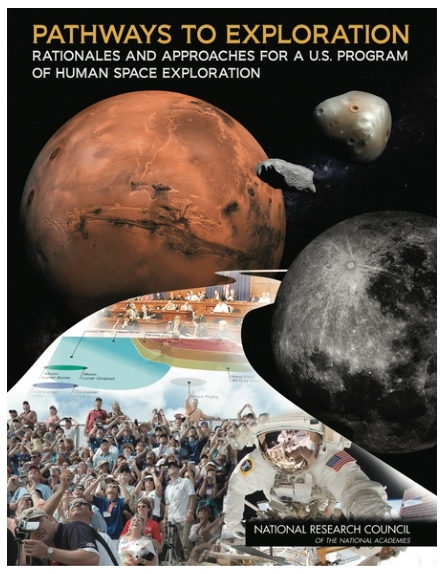 PATHWAYS TO EXPLORATION
RATIONALES AND APPROACHES FOR A U.S. PROGRAM
OF HUMAN SPACE EXPLORATION
NATIONAL RESEARCH COUNCIL
OF THE NATIONAL ACADEMIES